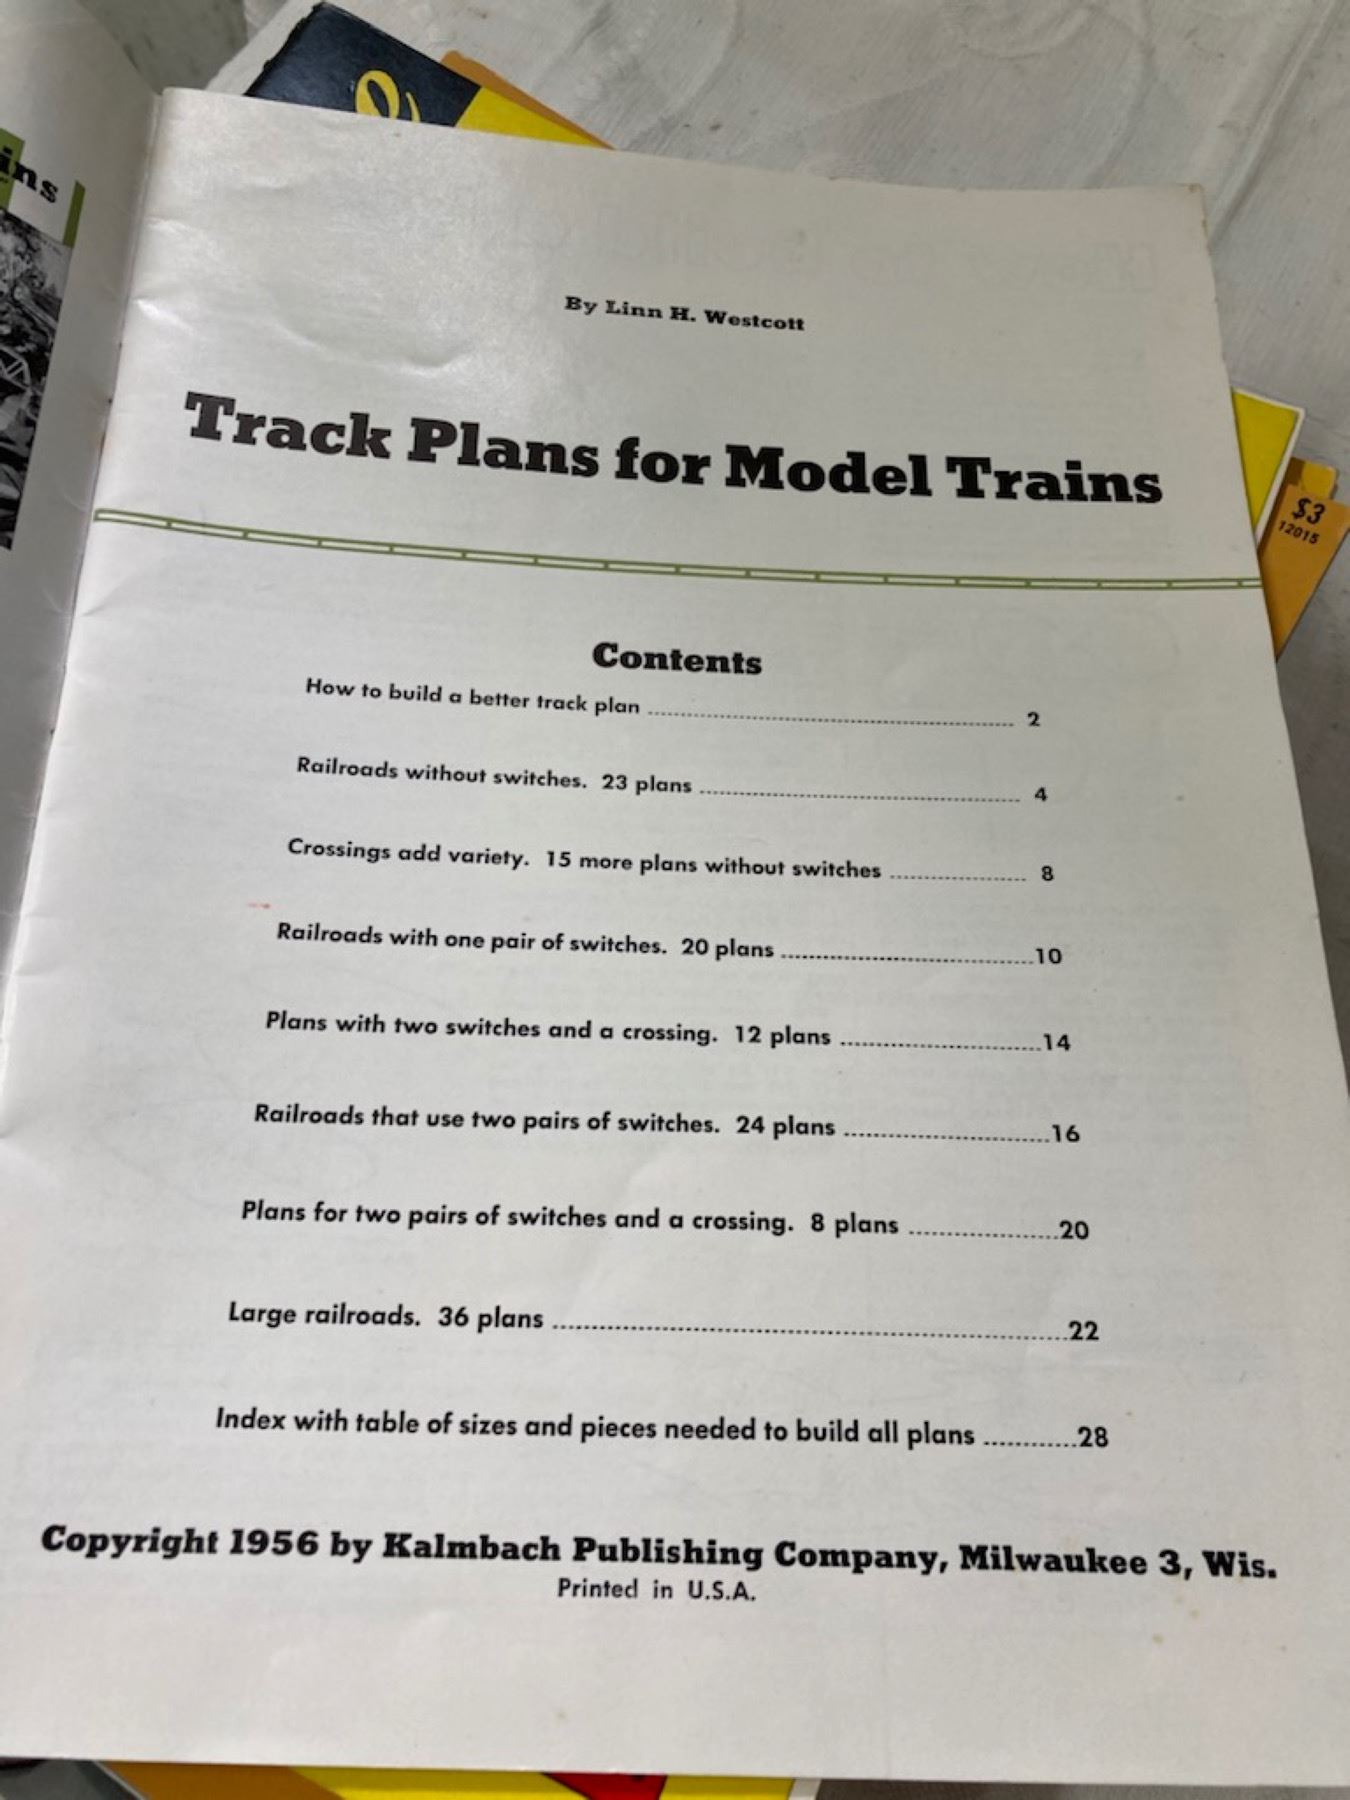 ins
e
By Linn H. Westcott
Track Plans for Model Trains
$3
12015
Contents
How to build a better track plan ........................ 2
Railroads without switches. 23 plans ........................ 4
Crossings add variety. 15 more plans without switches ........................ 8
Railroads with one pair of switches. 20 plans ........................ 10
Plans with two switches and a crossing. 12 plans ........................ 14
Railroads that use two pairs of switches. 24 plans ........................ 16
Plans for two pairs of switches and a crossing. 8 plans ........................ 20
Large railroads. 36 plans ........................ 22
Index with table of sizes and pieces needed to build all plans ............ 28
Copyright 1956 by Kalmbach Publishing Company, Milwaukee 3, Wis.
Printed in U.S.A.